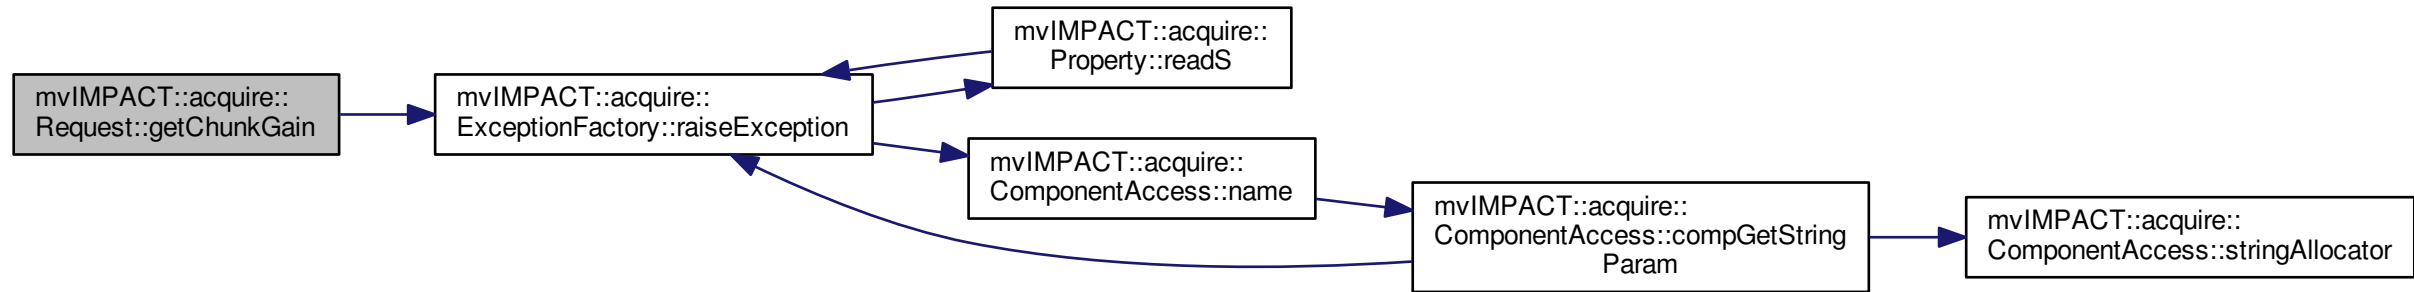 mvIMPACT::acquire::
Request::getChunkGain
mvIMPACT::acquire::
ExceptionFactory::raiseException
mvIMPACT::acquire::
Property::readS
mvIMPACT::acquire::
ComponentAccess::name
mvIMPACT::acquire::
ComponentAccess::compGetString
Param
mvIMPACT::acquire::
ComponentAccess::stringAllocator